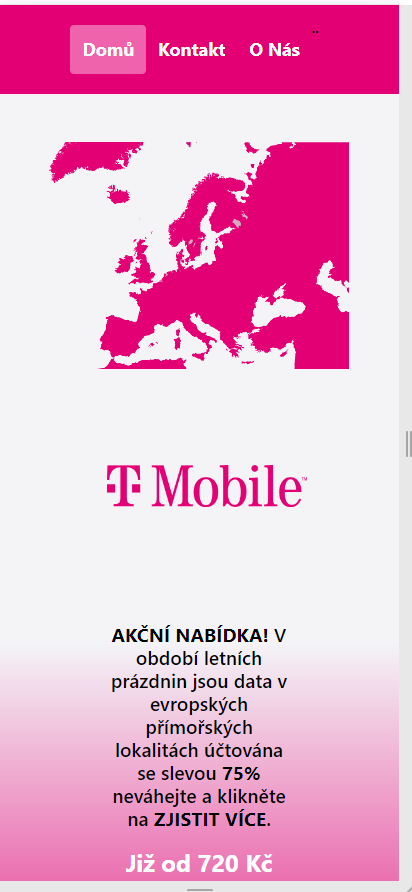 Domů Kontakt O Nás
T Mobile™
AKČNÍ NABÍDKA! V
období letních
prázdnin jsou data v
evropských
přímořských
lokalitách účtována
se slevou 75%
neváhejte a klikněte
na ZJISTIT VÍCE.
Již od 720 Kč